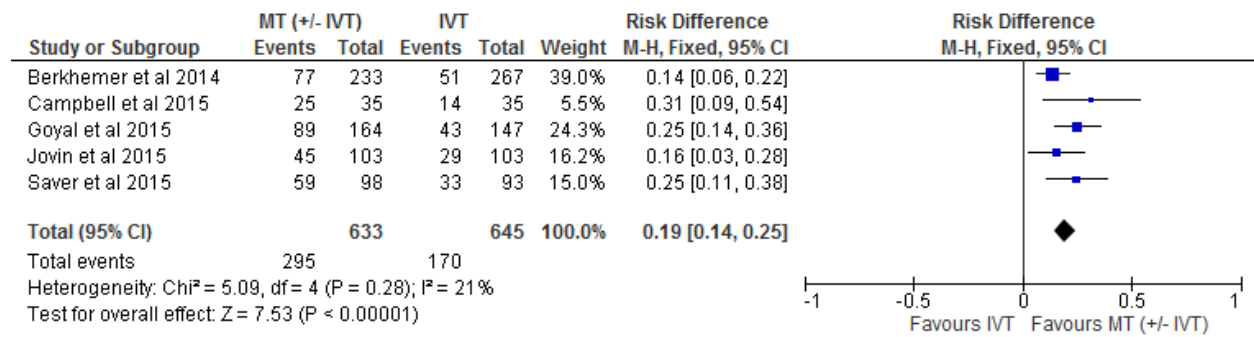 MT (+/- IVT) IVT Risk Difference Risk Difference
Study or Subgroup Events Total Events Total Weight M-H, Fixed, 95% CI M-H, Fixed, 95% CI
Berkhemer et al 2014 77 233 51 267 39.0% 0.14 [0.06, 0.22]
Campbell et al 2015 25 35 14 35 5.5% 0.31 [0.09, 0.54]
Goyal et al 2015 89 164 43 147 24.3% 0.25 [0.14, 0.36]
Jovin et al 2015 45 103 29 103 16.2% 0.16 [0.03, 0.28]
Saver et al 2015 59 98 33 93 15.0% 0.25 [0.11, 0.38]
Total (95% CI) 633 645 100.0% 0.19 [0.14, 0.25]
Total events 295 170
Heterogeneity: Chi² = 5.09, df = 4 (P = 0.28); I² = 21%
Test for overall effect: Z = 7.53 (P < 0.00001)
-1 -0.5 0 0.5 1
Favours IVT Favours MT (+/- IVT)